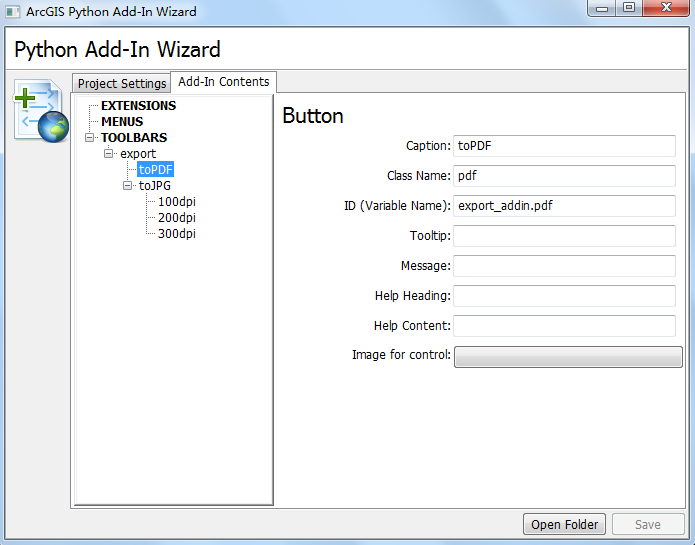 ArcGIS Python Add-In Wizard
Python Add-In Wizard
Project Settings
Add-In Contents
EXTENSIONS
MENUS
TOOLBARS
export
toPDF
toJPG
100dpi
200dpi
300dpi
Button
Caption: toPDF
Class Name: pdf
ID (Variable Name): export_addin.pdf
Tooltip:
Message:
Help Heading:
Help Content:
Image for control:
Open Folder
Save